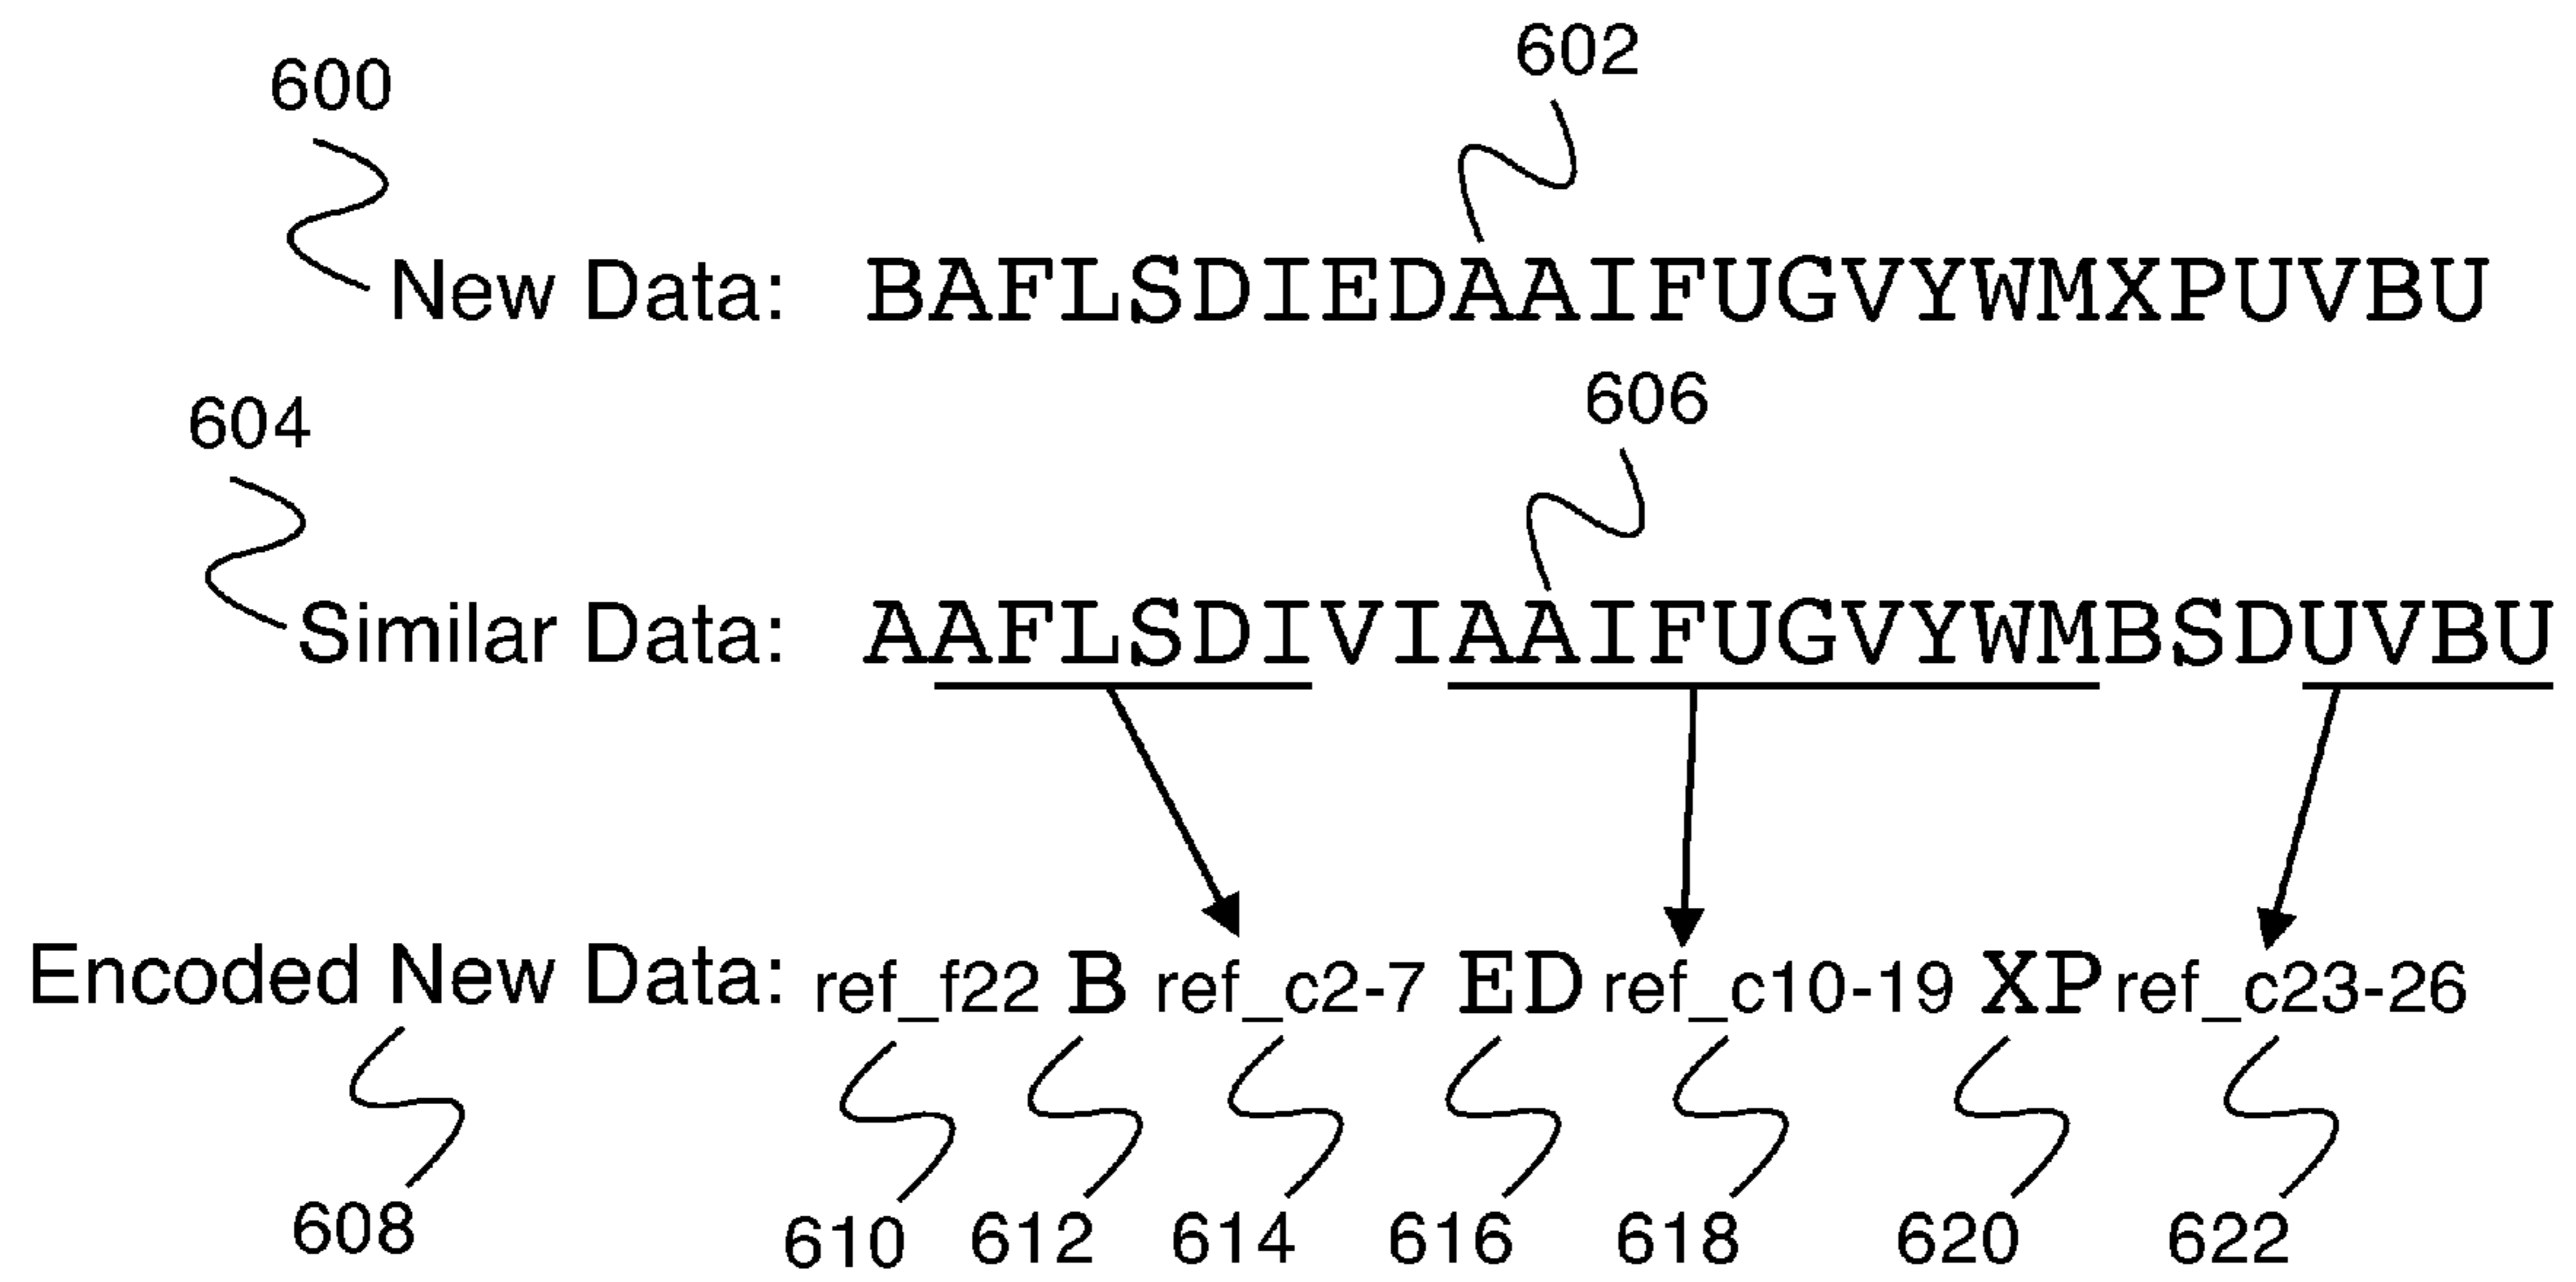 602
600
New Data: BAFLSDIEDAAIFUGVYWMXPUVBU
606
604
Similar Data: AAFLSDIVIAAIFUGVYWMBSDUVBU
Encoded New Data: ref_f22 B ref_c2-7 ED ref_c10-19 XP ref_c23-26
608 610 612 614 616 618 620 622